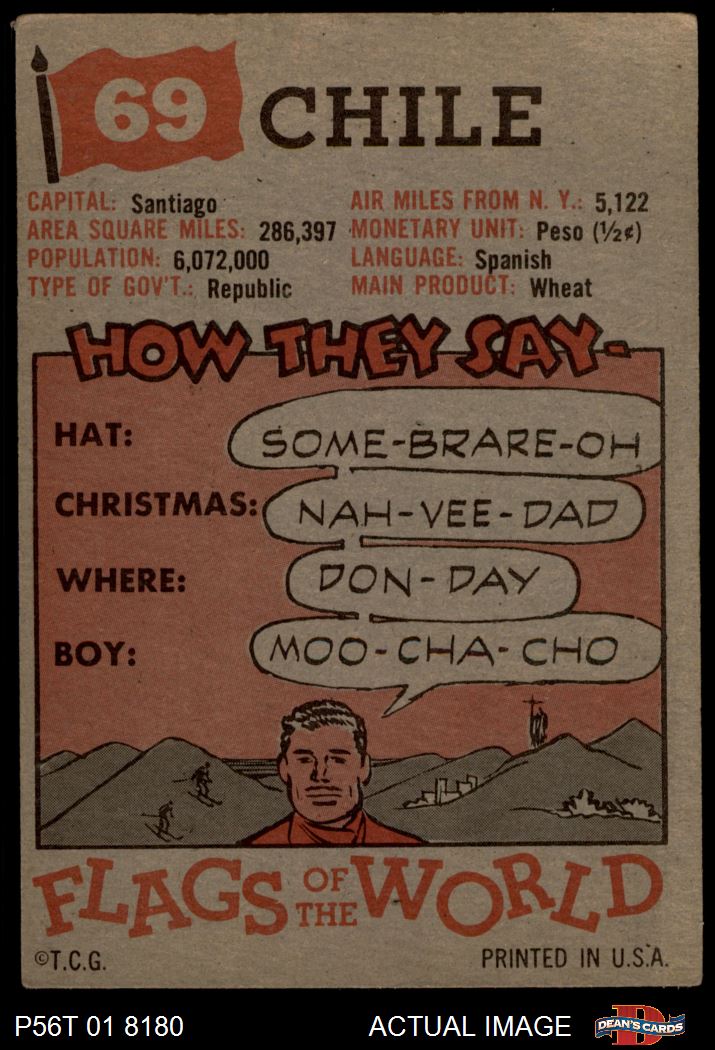 69 CHILE
CAPITAL: Santiago
AREA SQUARE MILES: 286,397
POPULATION: 6,072,000
TYPE OF GOV'T.: Republic
AIR MILES FROM N. Y.: 5,122
MONETARY UNIT: Peso (½¢)
LANGUAGE: Spanish
MAIN PRODUCT: Wheat
HOW THEY SAY-
HAT: SOME-BRARE-OH
CHRISTMAS: NAH-VEE-DAD
WHERE: DON-DAY
BOY: MOO-CHA-CHO
FLAGS OF THE WORLD
©T.C.G. PRINTED IN U.S.A.
P56T 01 8180 ACTUAL IMAGE DEAN'S CARDS